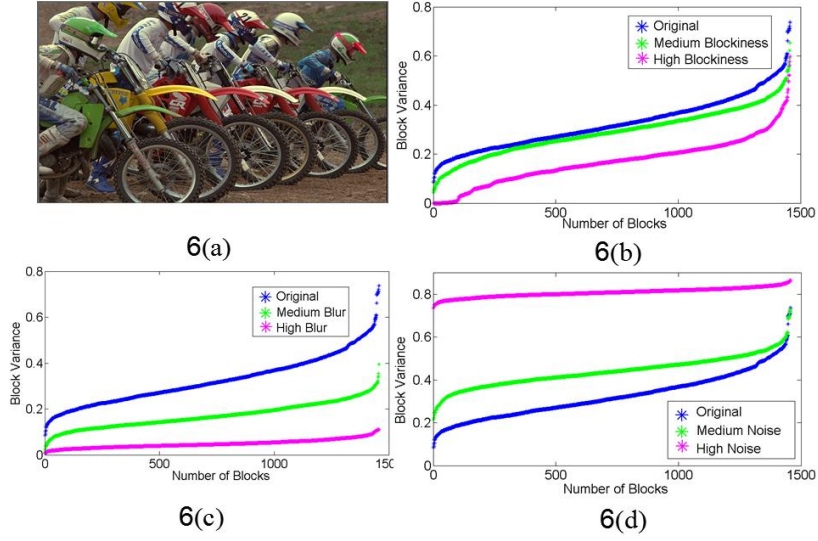 0.8
0.6
0.4
0.2
0
Block Variance
Original
Medium Blockiness
High Blockiness
0 500 1000 1500
Number of Blocks
6(a)
6(b)
0.8
0.6
0.4
0.2
0
Block Variance
Original
Medium Blur
High Blur
0 500 1000 150
Number of Blocks
6(c)
0.8
0.6
0.4
0.2
0
Block Variance
Original
Medium Noise
High Noise
0 500 1000 1500
Number of Blocks
6(d)